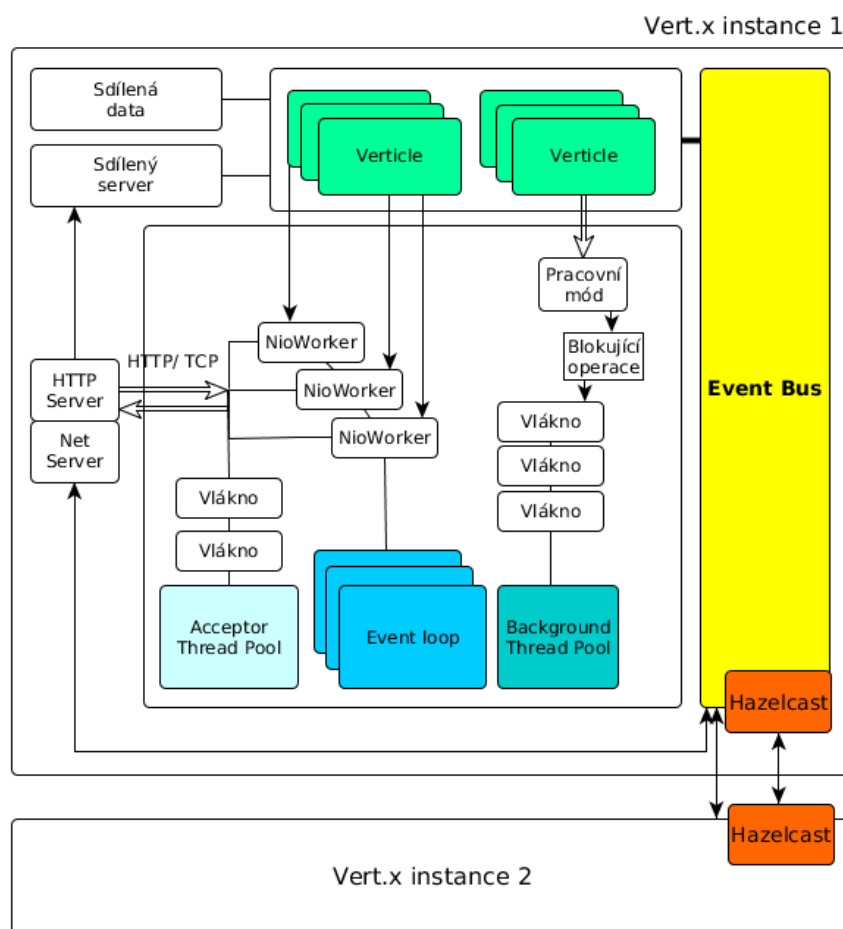 Vert.x instance 1
Sdílená
data
Sdílený
server
Verticle
Verticle
Pracovní
mód
Blokující
operace
NioWorker
NioWorker
NioWorker
HTTP/ TCP
HTTP
Server
Net
Server
Event Bus
Vlákno
Vlákno
Vlákno
Vlákno
Vlákno
Acceptor
Thread Pool
Event loop
Background
Thread Pool
Hazelcast
Hazelcast
Vert.x instance 2